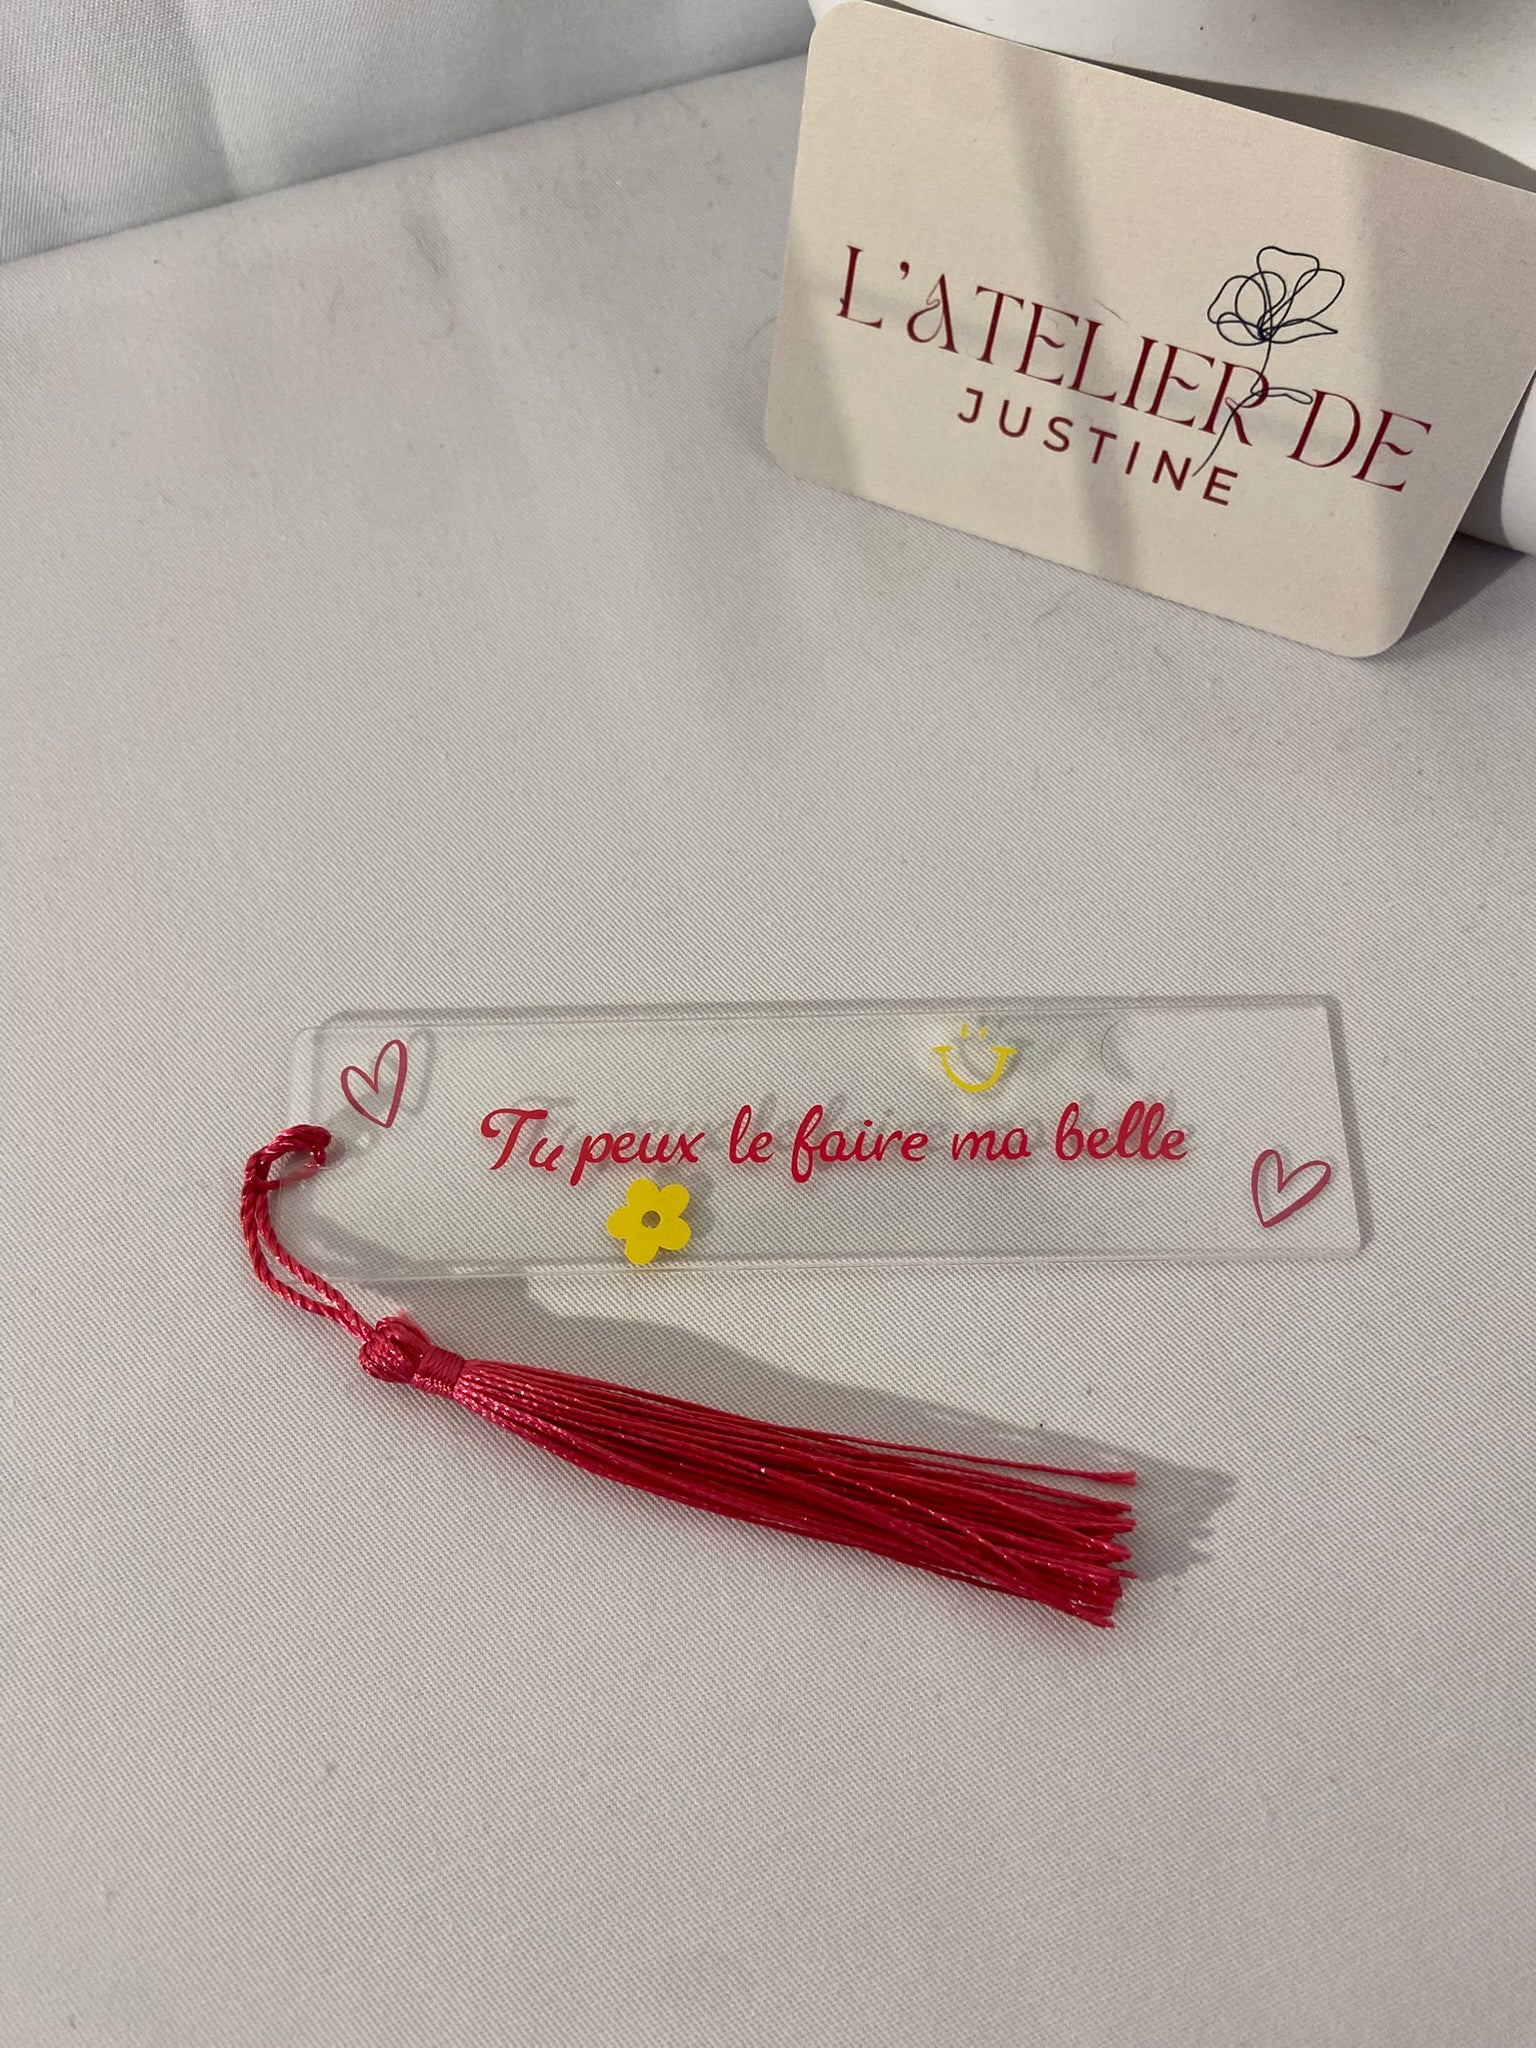 L'ATELIER DE
JUSTINE
Tu peux le faire ma belle